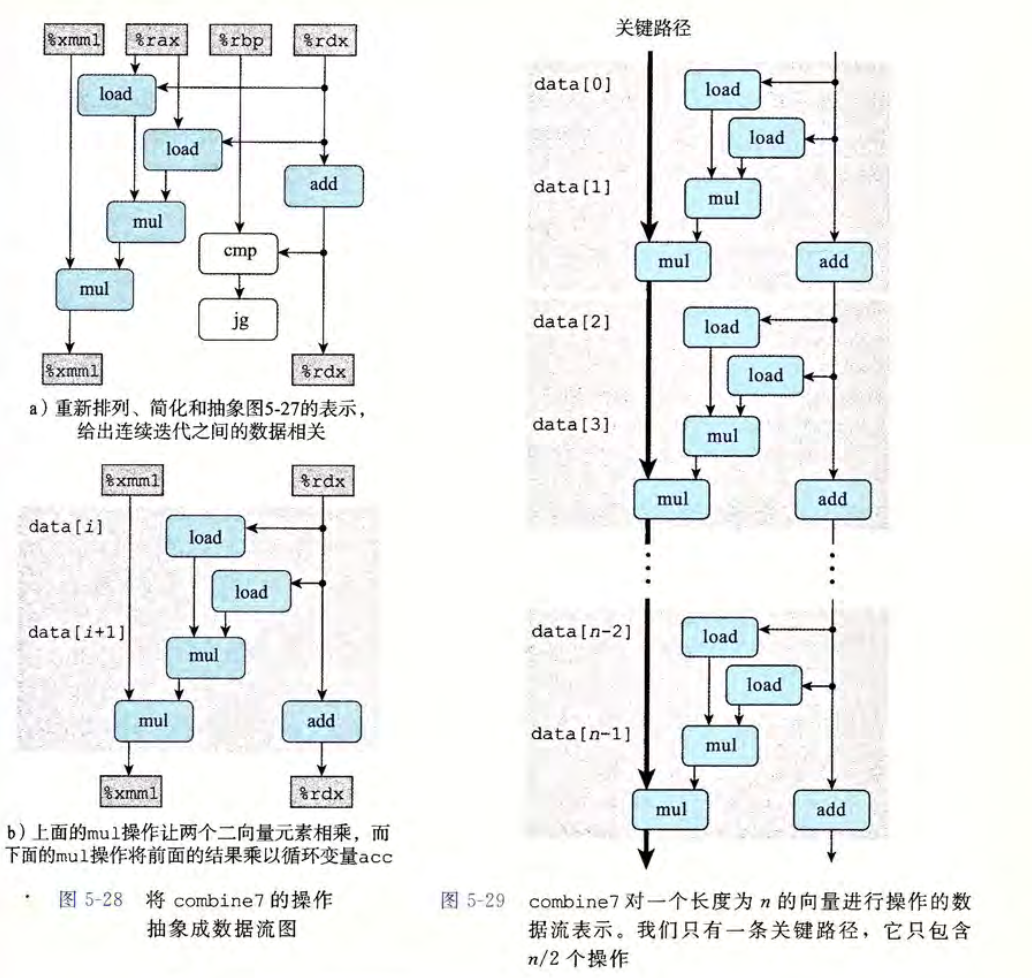 %xmm1 %rax %rbp %rdx
load
load
add
mul
cmp
mul
jg
%xmm1 %rdx
a）重新排列、简化和抽象图5-27的表示，
给出连续迭代之间的数据相关
%xmm1 %rdx
data[i]
load
load
data[i+1]
mul
mul add
%xmm1 %rdx
b）上面的mul操作让两个二向量元素相乘，而
下面的mul操作将前面的结果乘以循环变量acc
图 5-28 将 combine7 的操作
抽象成数据流图
关键路径
data[0]
load
load
data[1]
mul
mul add
data[2]
load
load
data[3]
mul
mul add
data[n-2]
load
load
data[n-1]
mul
mul add
图 5-29 combine7 对一个长度为 n 的向量进行操作的数
据流表示。我们只有一条关键路径，它只包含
n/2 个操作